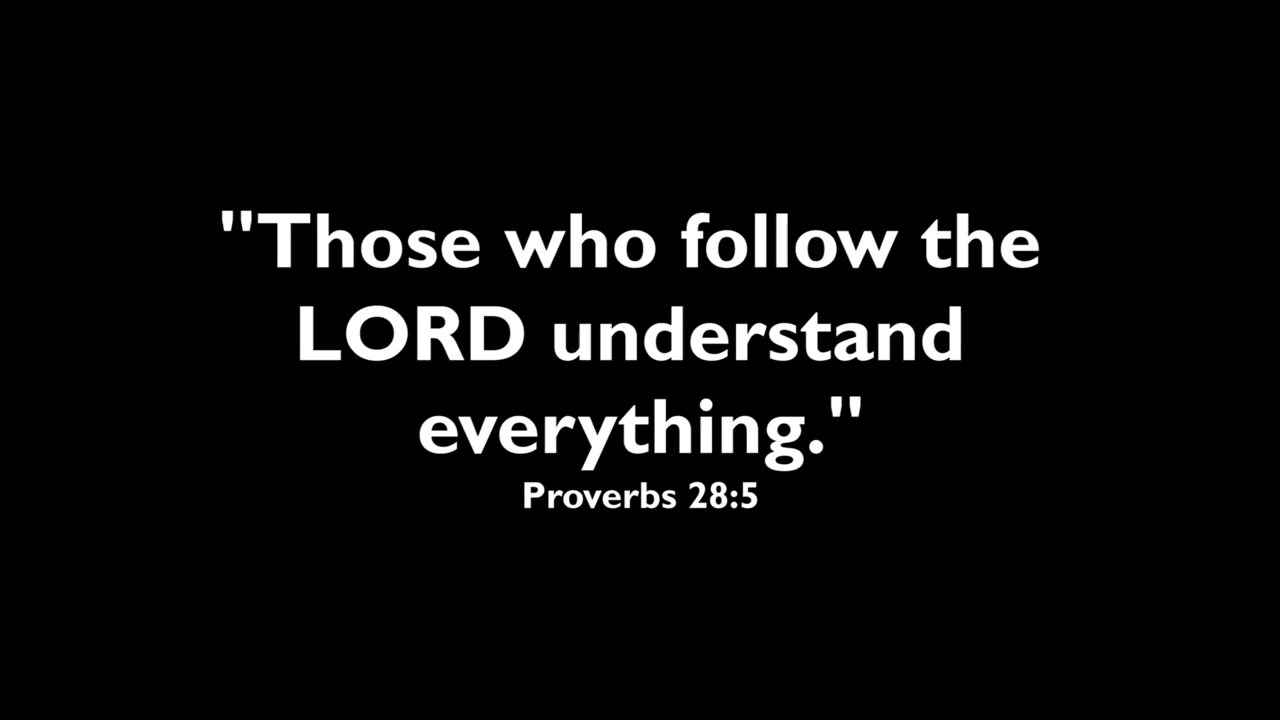 "Those who follow the
LORD understand
everything."
Proverbs 28:5